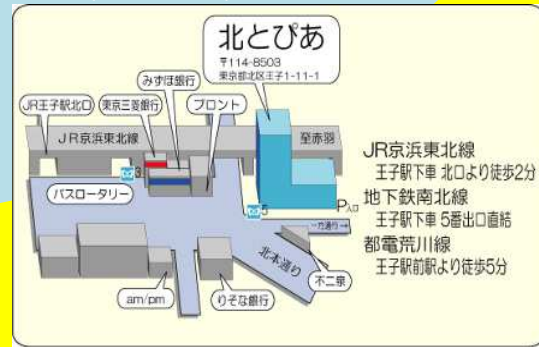 北とぴあ
〒114-8503
東京都北区王子1-11-1
みずほ銀行
JR王子駅北口
東京三菱銀行
プロント
JR京浜東北線
至赤羽
3
バスロータリー
5
P入口
一方通行→
北本通り
不二泉
am/pm
りそな銀行
JR京浜東北線
王子駅下車 北口より徒歩2分
地下鉄南北線
王子駅下車 5番出口直結
都電荒川線
王子駅前駅より徒歩5分